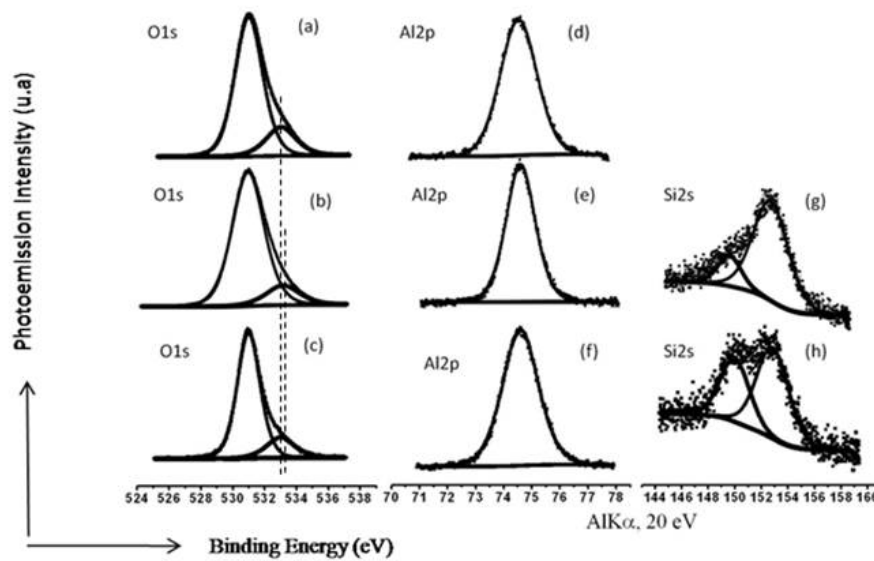 Photoemission Intensity (u.a)
O1s (a) Al2p (d)
O1s (b) Al2p (e) Si2s (g)
O1s (c) Al2p (f) Si2s (h)
524 526 528 530 532 534 536 538 70 71 72 73 74 75 76 77 78 144 146 148 150 152 154 156 158 160
AlKα, 20 eV
Binding Energy (eV)